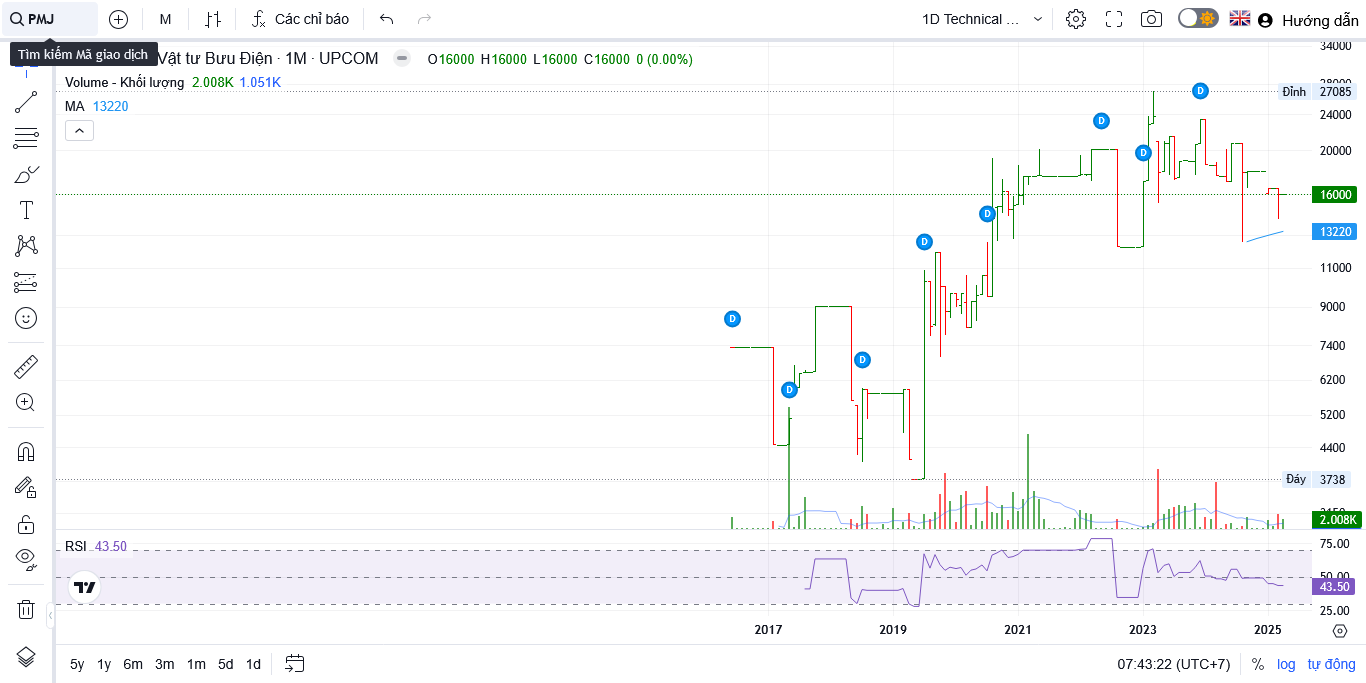 PMJ
M
Các chỉ báo
1D Technical ...
Hướng dẫn
Tìm kiếm Mã giao dịch
Vật tư Bưu Điện · 1M · UPCOM
O16000 H16000 L16000 C16000 0 (0.00%)
Volume - Khối lượng 2.008K 1.051K
MA 13220
34000
Đỉnh 27085
24000
20000
16000
13220
11000
9000
7400
6200
5200
4400
Đáy 3738
2.008K
D
D
D
D
D
D
D
D
RSI 43.50
75.00
50.00
43.50
25.00
2017 2019 2021 2023 2025
5y 1y 6m 3m 1m 5d 1d
07:43:22 (UTC+7)
% log tự động